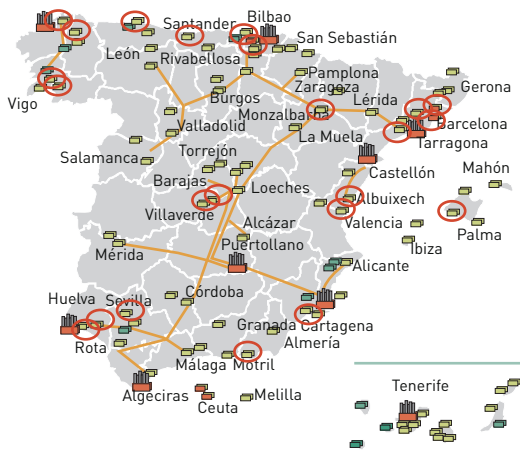 Santander
Bilbao
León
Rivabellosa
San Sebastián
Vigo
Burgos
Pamplona
Zaragoza
Gerona
Monzalbarba
Lérida
Barcelona
Valladolid
La Muela
Tarragona
Salamanca
Torrejón
Castellón
Mahón
Barajas
Loeches
Albuixech
Villaverde
Alcázar
Valencia
Palma
Puertollano
Ibiza
Mérida
Alicante
Huelva
Sevilla
Córdoba
Granada
Cartagena
Rota
Almería
Málaga
Motril
Algeciras
Ceuta
Melilla
Tenerife